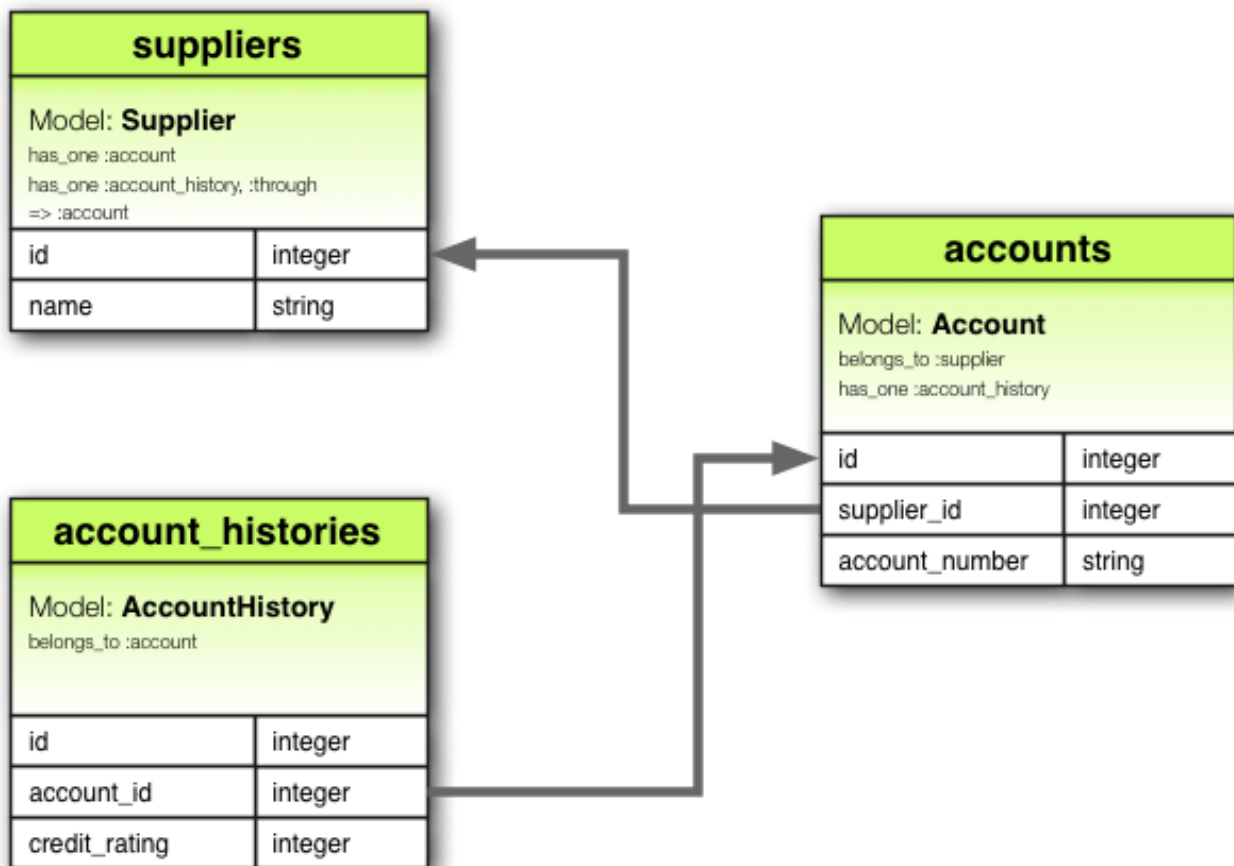 suppliers
Model: Supplier
has_one :account
has_one :account_history, :through
=> :account
id integer
name string
accounts
Model: Account
belongs_to :supplier
has_one :account_history
id integer
supplier_id integer
account_number string
account_histories
Model: AccountHistory
belongs_to :account
id integer
account_id integer
credit_rating integer